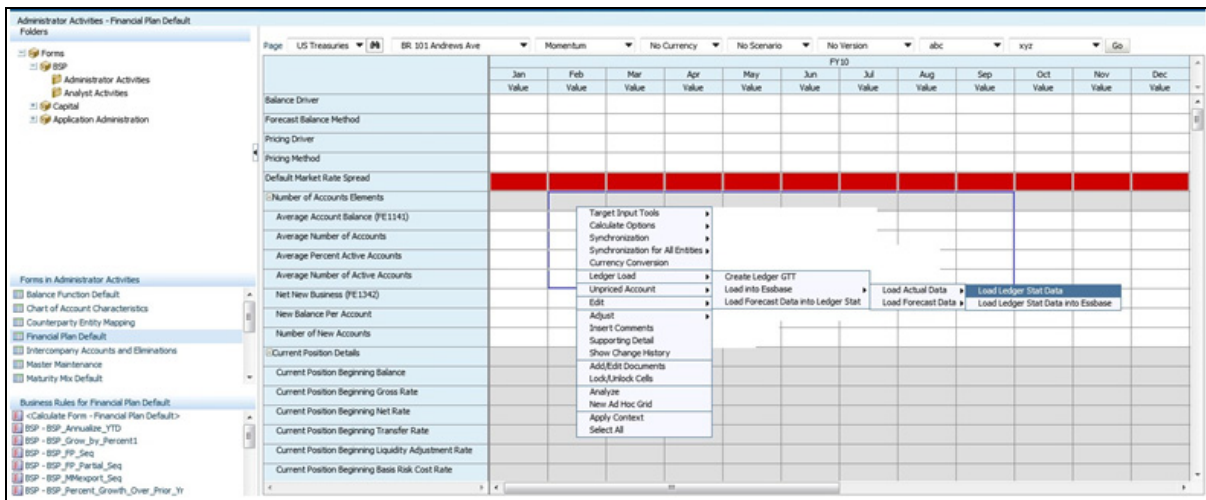 Administrator Activities - Financial Plan Default
Folders
Forms
BSP
Administrator Activities
Analyst Activities
Capital
Application Administration
Forms in Administrator Activities
Balance Function Default
Chart of Account Characteristics
Counterparty Entity Mapping
Financial Plan Default
Intercompany Accounts and Eliminations
Master Maintenance
Maturity Mix Default
Business Rules for Financial Plan Default
<Calculate Form - Financial Plan Default>
BSP - BSP_Annualize_YTD
BSP - BSP_Grow_by_Percent1
BSP - BSP_FP_Seq
BSP - BSP_FP_Partial_Seq
BSP - BSP_MMexport_Seq
BSP - BSP_Percent_Growth_Over_Prior_Yr
Page US Treasuries BR 101 Andrews Ave Momentum No Currency No Scenario No Version abc xyz Go
FY10
Jan Feb Mar Apr May Jun Jul Aug Sep Oct Nov Dec
Value Value Value Value Value Value Value Value Value Value Value Value
Balance Driver
Forecast Balance Method
Pricing Driver
Pricing Method
Default Market Rate Spread
Number of Accounts Elements
Average Account Balance (FE1141)
Average Number of Accounts
Average Percent Active Accounts
Average Number of Active Accounts
Net New Business (FE1342)
New Balance Per Account
Number of New Accounts
Current Position Details
Current Position Beginning Balance
Current Position Beginning Gross Rate
Current Position Beginning Net Rate
Current Position Beginning Transfer Rate
Current Position Beginning Liquidity Adjustment Rate
Current Position Beginning Basis Risk Cost Rate
Target Input Tools
Calculate Options
Synchronization
Synchronization for All Entities
Currency Conversion
Ledger Load
Unpriced Account
Edit
Adjust
Insert Comments
Supporting Detail
Show Change History
Add/Edit Documents
Lock/Unlock Cells
Analyze
New Ad Hoc Grid
Apply Context
Select All
Create Ledger GTT
Load into Essbase
Load Forecast Data into Ledger Stat
Load Actual Data
Load Forecast Data
Load Ledger Stat Data
Load Ledger Stat Data into Essbase